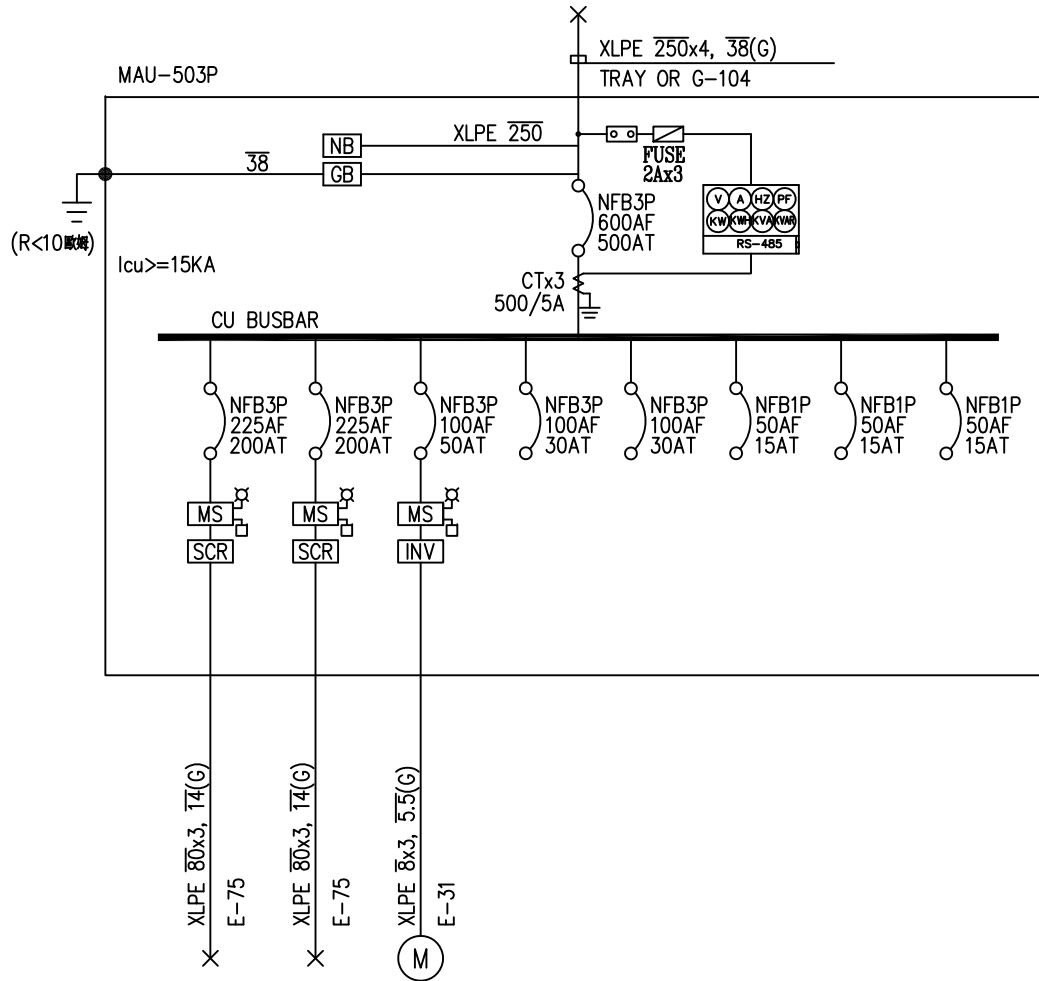 XLPE 250x4, 38(G)
TRAY OR G-104
MAU-503P
NB
XLPE 250
38
GB
FUSE
2Ax3
V A HZ PF
KW KWH KVA KVAR
RS-485
NFB3P
600AF
500AT
(R<10歐姆)
Icu>=15KA
CTx3
500/5A
CU BUSBAR
NFB3P
225AF
200AT
NFB3P
225AF
200AT
NFB3P
100AF
50AT
NFB3P
100AF
30AT
NFB3P
100AF
30AT
NFB1P
50AF
15AT
NFB1P
50AF
15AT
NFB1P
50AF
15AT
MS
SCR
MS
SCR
MS
INV
XLPE 80x3, 14(G)
E-75
XLPE 80x3, 14(G)
E-75
XLPE 8x3, 5.5(G)
E-31
M